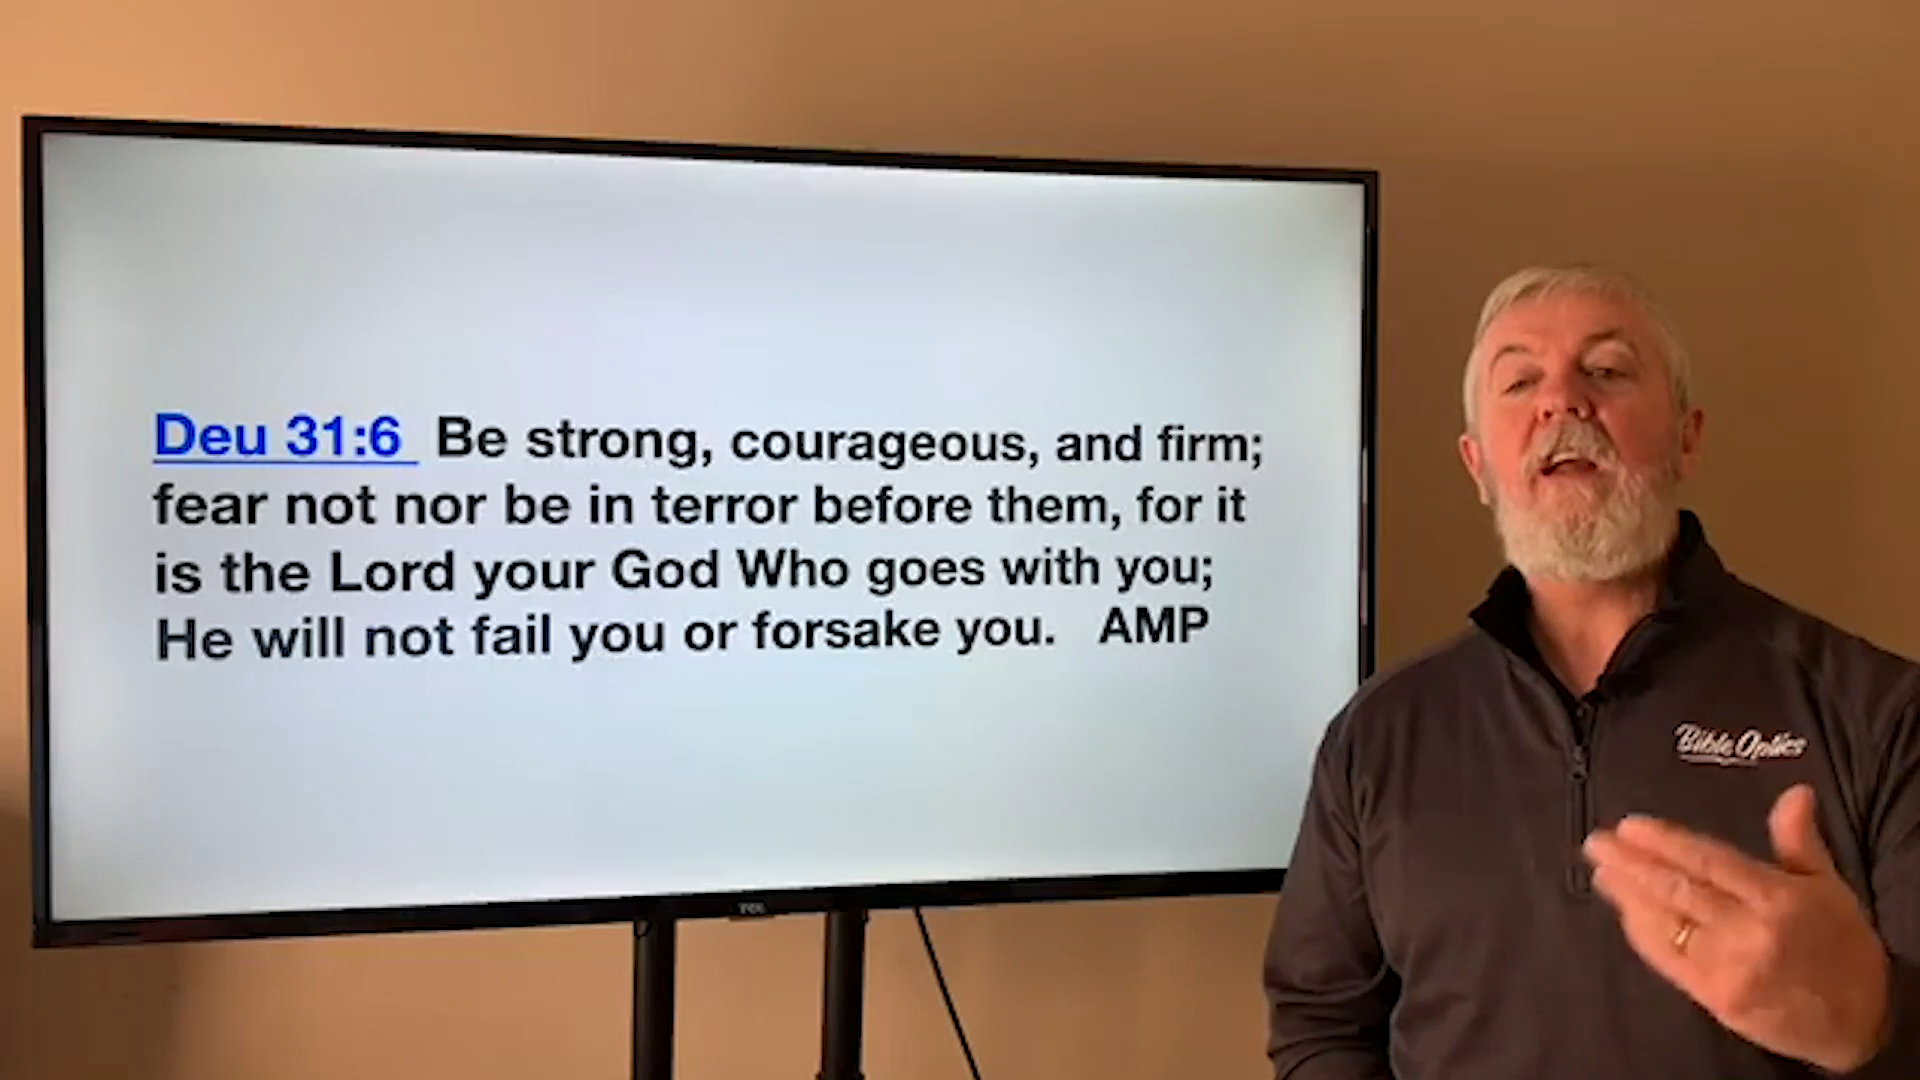 Deu 31:6 Be strong, courageous, and firm;
fear not nor be in terror before them, for it
is the Lord your God Who goes with you;
He will not fail you or forsake you. AMP
Bible Optics
TCL